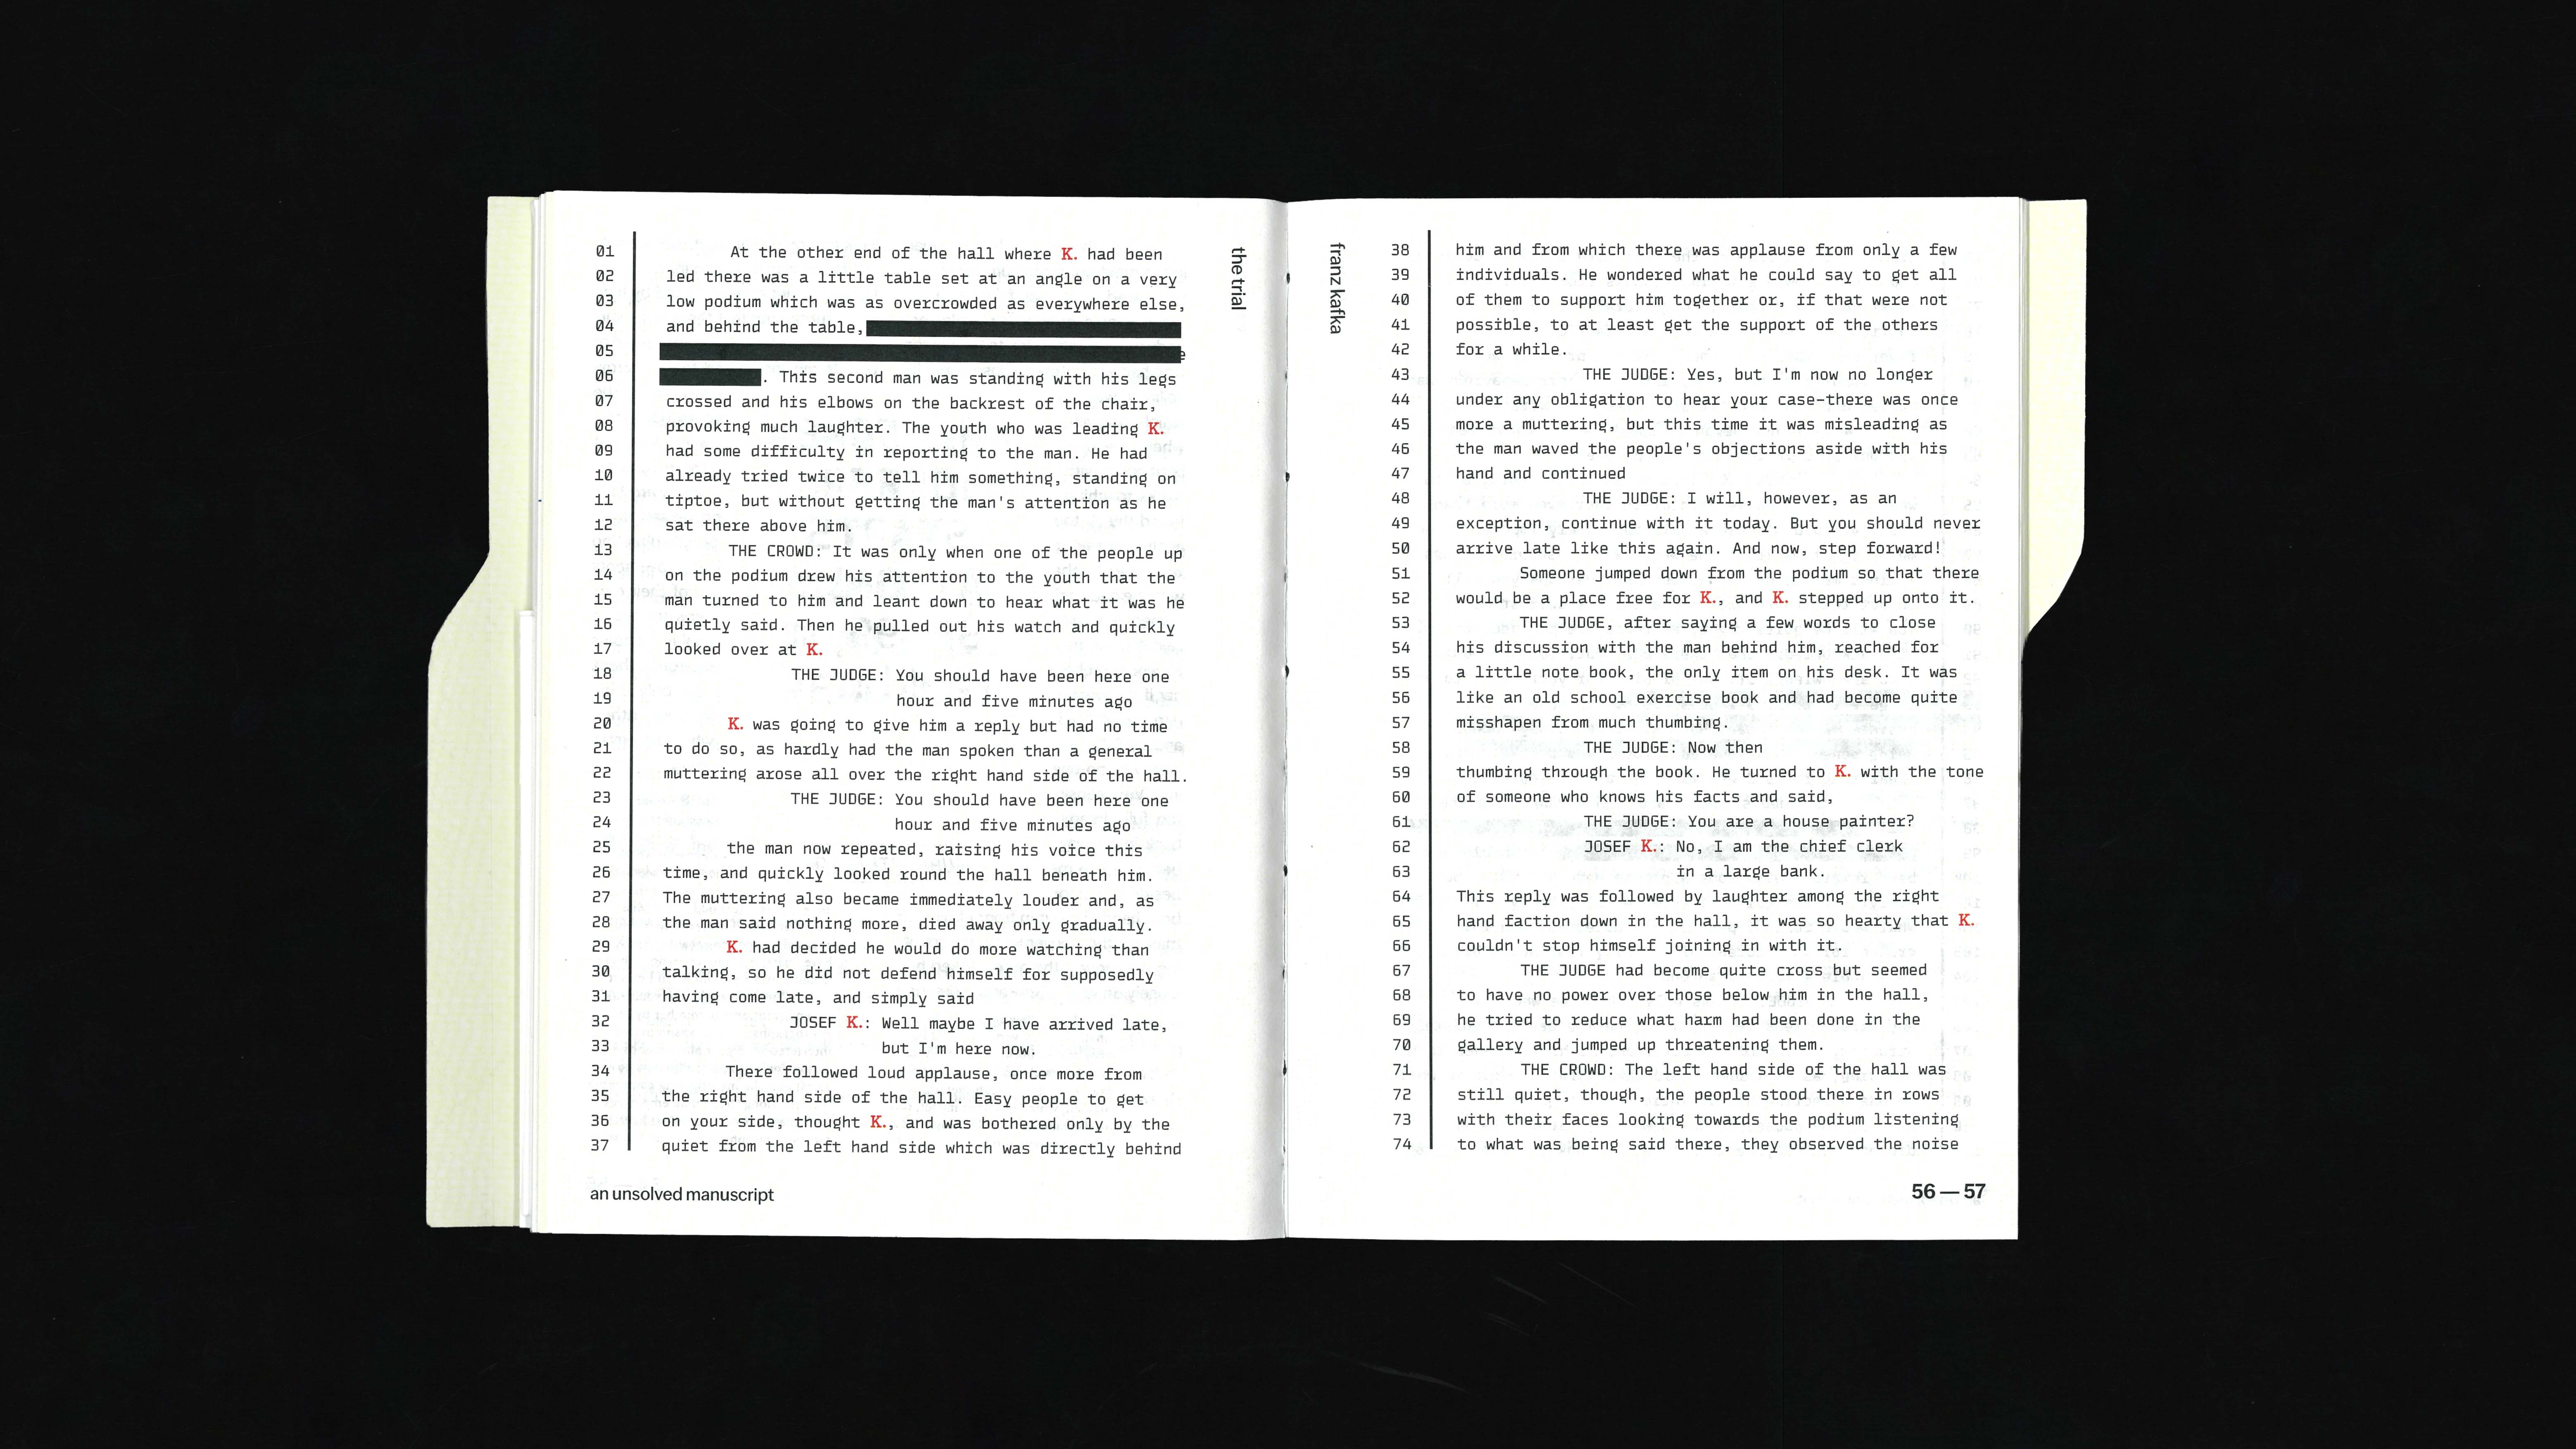 01 At the other end of the hall where K. had been
02 led there was a little table set at an angle on a very
03 low podium which was as overcrowded as everywhere else,
04 and behind the table,
05
06 . This second man was standing with his legs
07 crossed and his elbows on the backrest of the chair,
08 provoking much laughter. The youth who was leading K.
09 had some difficulty in reporting to the man. He had
10 already tried twice to tell him something, standing on
11 tiptoe, but without getting the man's attention as he
12 sat there above him.
13 THE CROWD: It was only when one of the people up
14 on the podium drew his attention to the youth that the
15 man turned to him and leant down to hear what it was he
16 quietly said. Then he pulled out his watch and quickly
17 looked over at K.
18 THE JUDGE: You should have been here one
19 hour and five minutes ago
20 K. was going to give him a reply but had no time
21 to do so, as hardly had the man spoken than a general
22 muttering arose all over the right hand side of the hall.
23 THE JUDGE: You should have been here one
24 hour and five minutes ago
25 the man now repeated, raising his voice this
26 time, and quickly looked round the hall beneath him.
27 The muttering also became immediately louder and, as
28 the man said nothing more, died away only gradually.
29 K. had decided he would do more watching than
30 talking, so he did not defend himself for supposedly
31 having come late, and simply said
32 JOSEF K.: Well maybe I have arrived late,
33 but I'm here now.
34 There followed loud applause, once more from
35 the right hand side of the hall. Easy people to get
36 on your side, thought K., and was bothered only by the
37 quiet from the left hand side which was directly behind
an unsolved manuscript
the trial
franz kafka
38 him and from which there was applause from only a few
39 individuals. He wondered what he could say to get all
40 of them to support him together or, if that were not
41 possible, to at least get the support of the others
42 for a while.
43 THE JUDGE: Yes, but I'm now no longer
44 under any obligation to hear your case–there was once
45 more a muttering, but this time it was misleading as
46 the man waved the people's objections aside with his
47 hand and continued
48 THE JUDGE: I will, however, as an
49 exception, continue with it today. But you should never
50 arrive late like this again. And now, step forward!
51 Someone jumped down from the podium so that there
52 would be a place free for K., and K. stepped up onto it.
53 THE JUDGE, after saying a few words to close
54 his discussion with the man behind him, reached for
55 a little note book, the only item on his desk. It was
56 like an old school exercise book and had become quite
57 misshapen from much thumbing.
58 THE JUDGE: Now then
59 thumbing through the book. He turned to K. with the tone
60 of someone who knows his facts and said,
61 THE JUDGE: You are a house painter?
62 JOSEF K.: No, I am the chief clerk
63 in a large bank.
64 This reply was followed by laughter among the right
65 hand faction down in the hall, it was so hearty that K.
66 couldn't stop himself joining in with it.
67 THE JUDGE had become quite cross but seemed
68 to have no power over those below him in the hall,
69 he tried to reduce what harm had been done in the
70 gallery and jumped up threatening them.
71 THE CROWD: The left hand side of the hall was
72 still quiet, though, the people stood there in rows
73 with their faces looking towards the podium listening
74 to what was being said there, they observed the noise
56 — 57